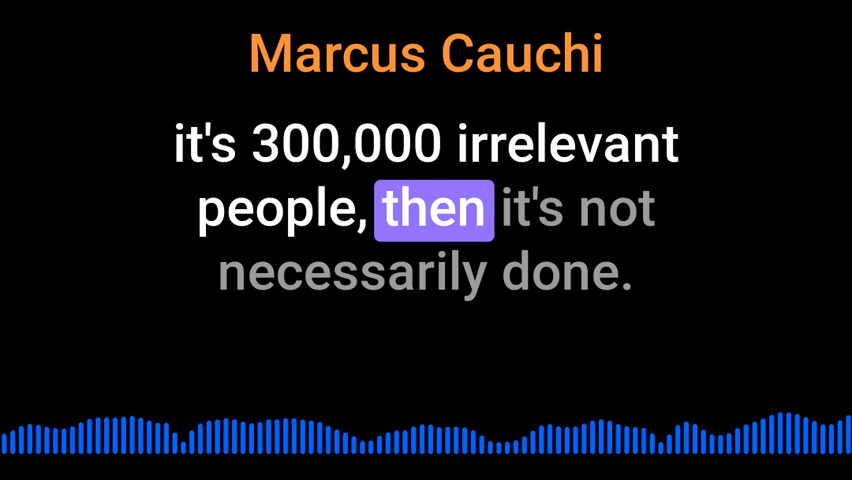 Marcus Cauchi
it's 300,000 irrelevant
people, then it's not
necessarily done.